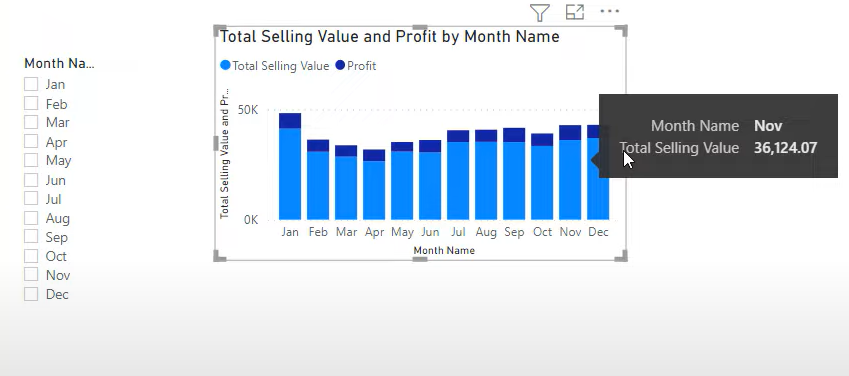 Total Selling Value and Profit by Month Name
Total Selling Value Profit
Month Na...
Jan
Feb
Mar
Apr
May
Jun
Jul
Aug
Sep
Oct
Nov
Dec
Total Selling Value and Pr...
50K
0K
Jan Feb Mar Apr May Jun Jul Aug Sep Oct Nov Dec
Month Name
Month Name Nov
Total Selling Value 36,124.07